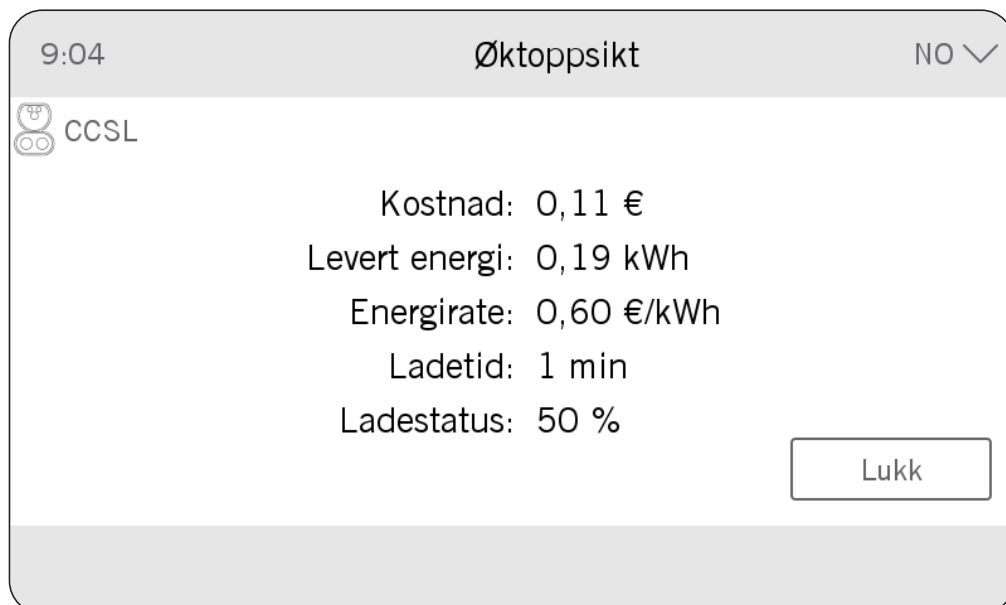 9:04 Øktoppsikt NO
CCSL
Kostnad: 0,11 €
Levert energi: 0,19 kWh
Energirate: 0,60 €/kWh
Ladetid: 1 min
Ladestatus: 50 %
Lukk